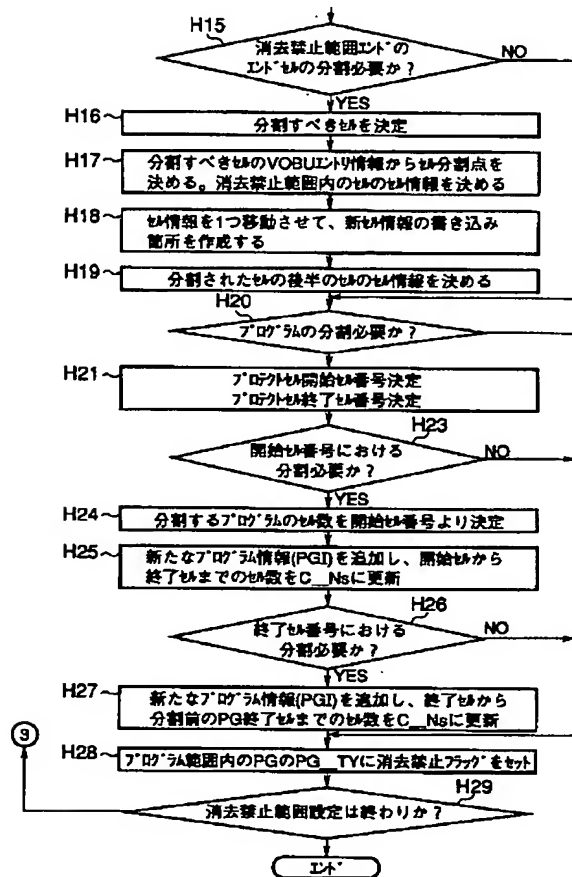 H15
消去禁止範囲エンドの
エンドセルの分割必要か?
NO
YES
H16
分割すべきセルを決定
H17
分割すべきセルのVOBUエントリ情報からセル分割点を
決める。消去禁止範囲内のセルのセル情報を決める
H18
セル情報を1つ移動させて、新セル情報の書き込み
箇所を作成する
H19
分割されたセルの後半のセルのセル情報を決める
H20
プログラムの分割必要か?
H21
プロテクトセル開始セル番号決定
プロテクトセル終了セル番号決定
H23
開始セル番号における
分割必要か?
NO
YES
H24
分割するプログラムのセル数を開始セル番号より決定
H25
新たなプログラム情報(PGI)を追加し、開始セルから
終了セルまでのセル数をC__Nsに更新
H26
終了セル番号における
分割必要か?
NO
YES
H27
新たなプログラム情報(PGI)を追加し、終了セルから
分割前のPG終了セルまでのセル数をC__Nsに更新
H28
プログラム範囲内のPGのPG__TYに消去禁止フラッグをセット
H29
3
消去禁止範囲設定は終わりか?
エンド